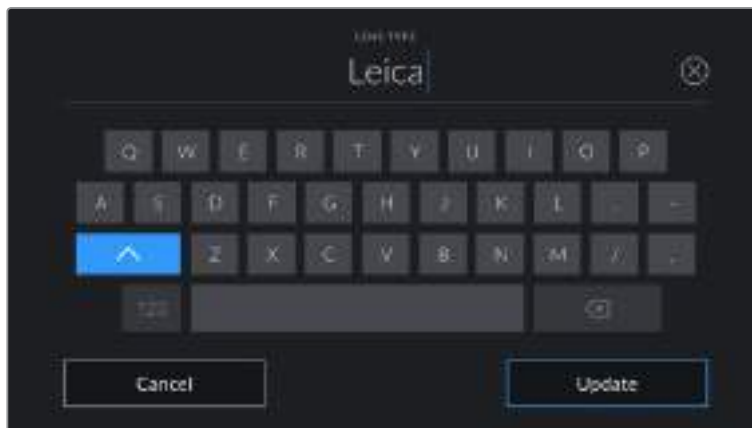 LENS TYPE
Leica
Q W E R T Y U I O P
A S D F G H J K L . -
Z X C V B N M / ,
123
Cancel Update